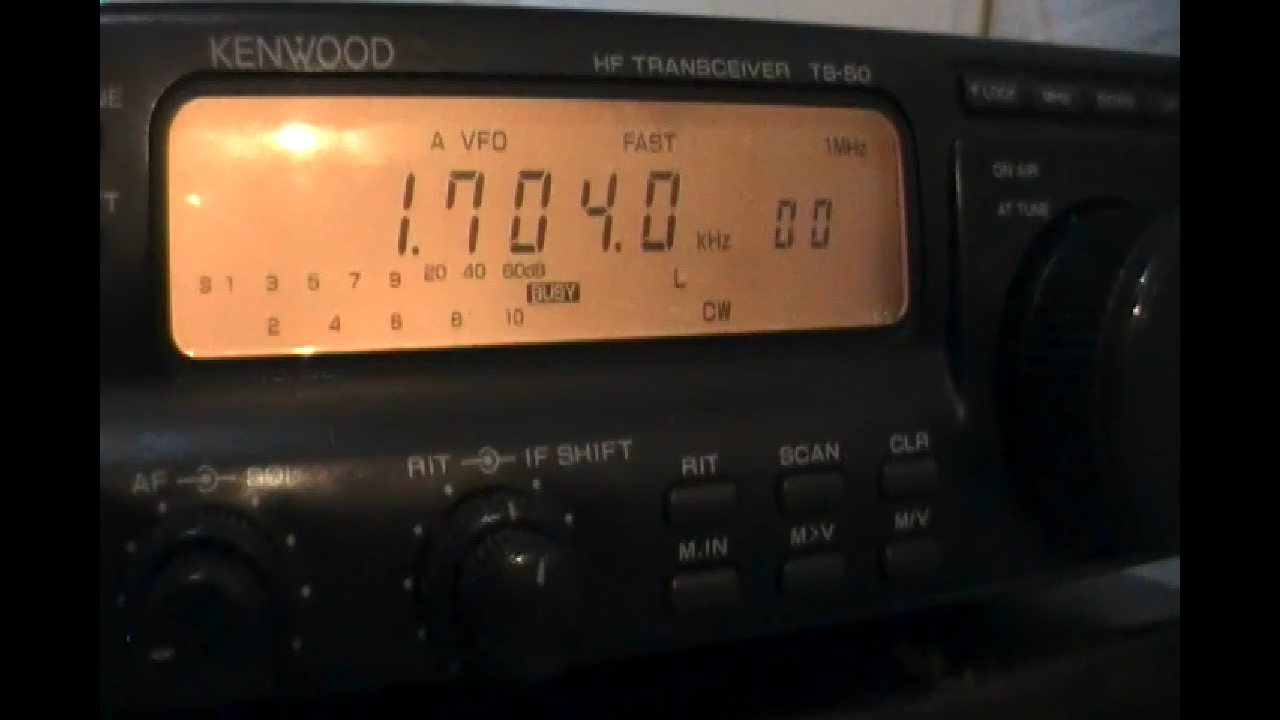 KENWOOD
HF TRANSCEIVER TS-50
F.LOCK
A VFO FAST 1MHz
1.704.0 kHz 00
ON AIR
AT TUNE
S 1 3 5 7 9 20 40 60dB
BUSY
L
2 4 6 8 10
CW
AF SQL
RIT IF SHIFT
RIT SCAN CLR
M.IN M>V M/V